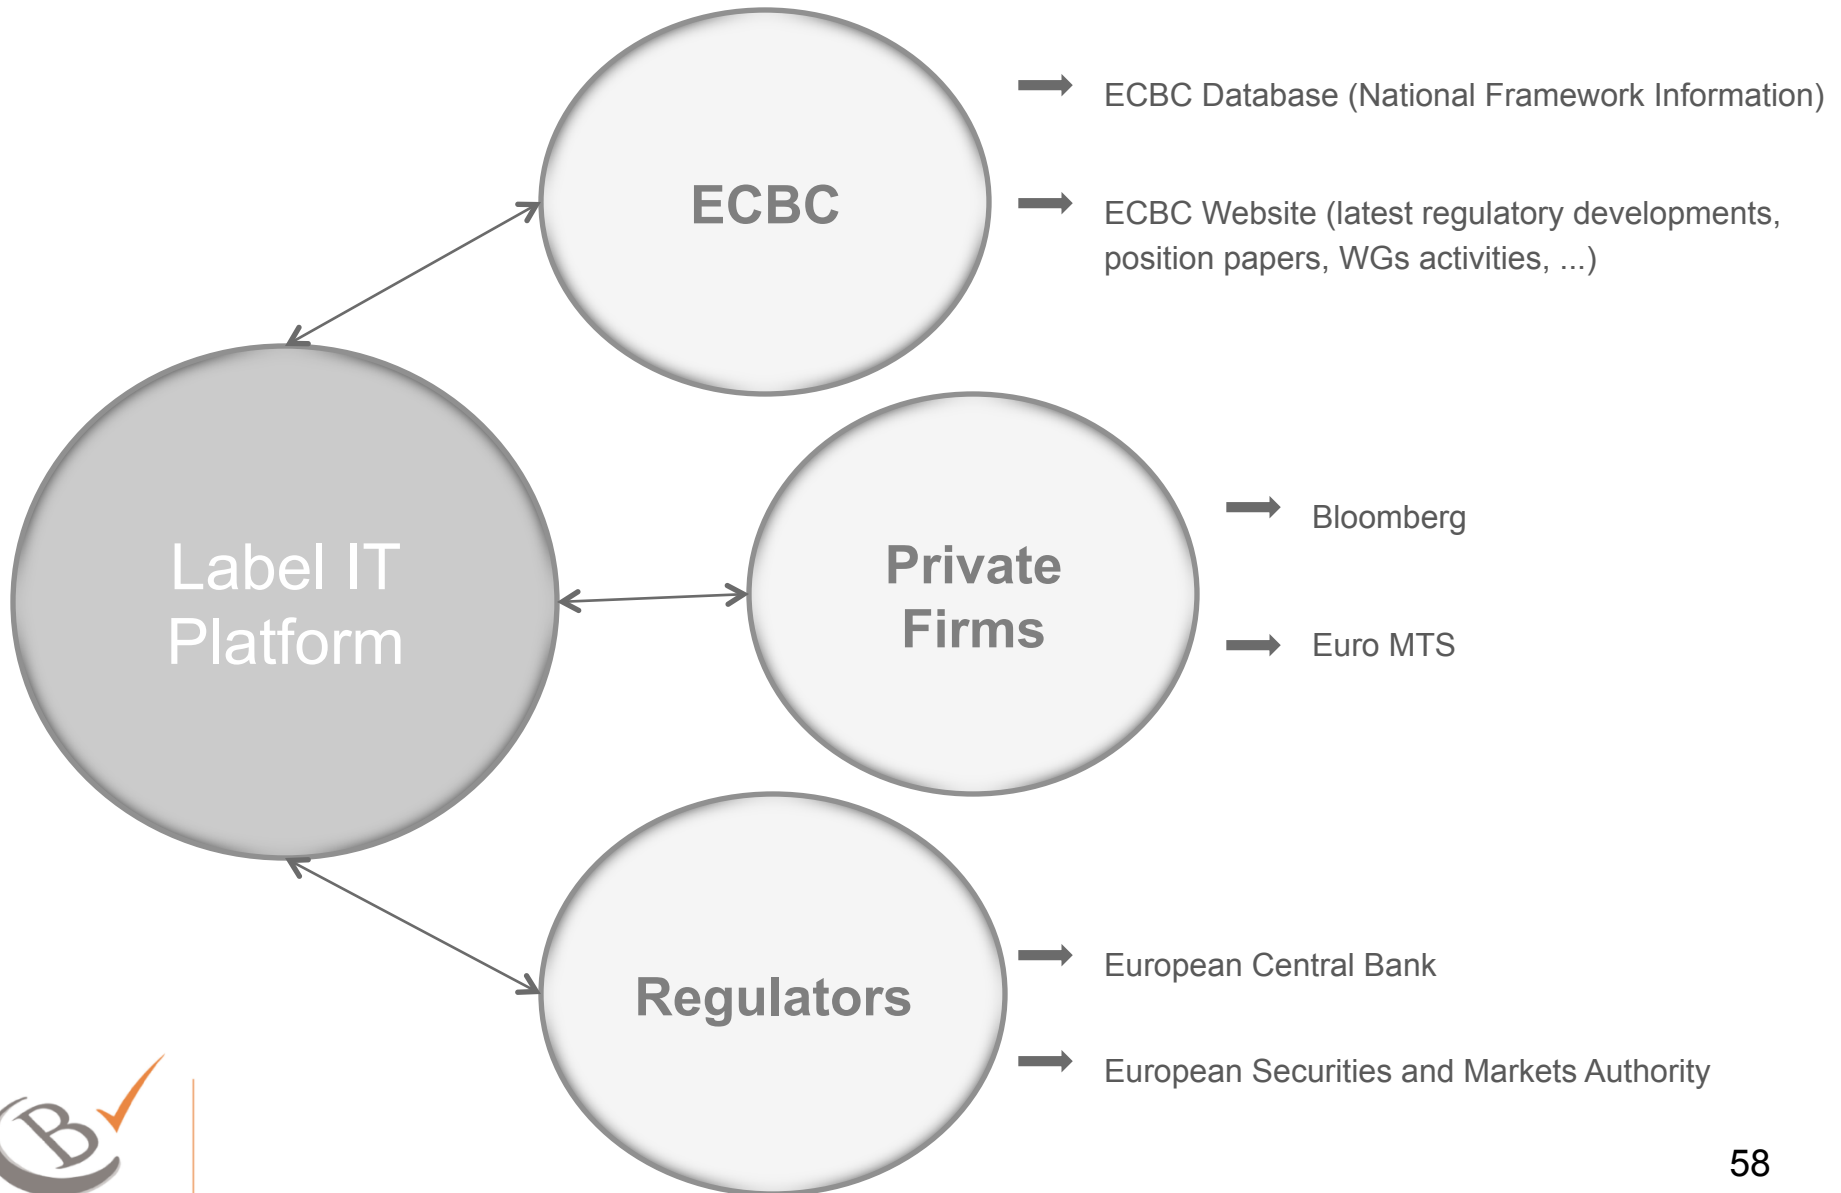 ECBC
ECBC Database (National Framework Information)
ECBC Website (latest regulatory developments,
position papers, WGs activities, ...)
Label IT
Platform
Private
Firms
Bloomberg
Euro MTS
Regulators
European Central Bank
European Securities and Markets Authority
B
58